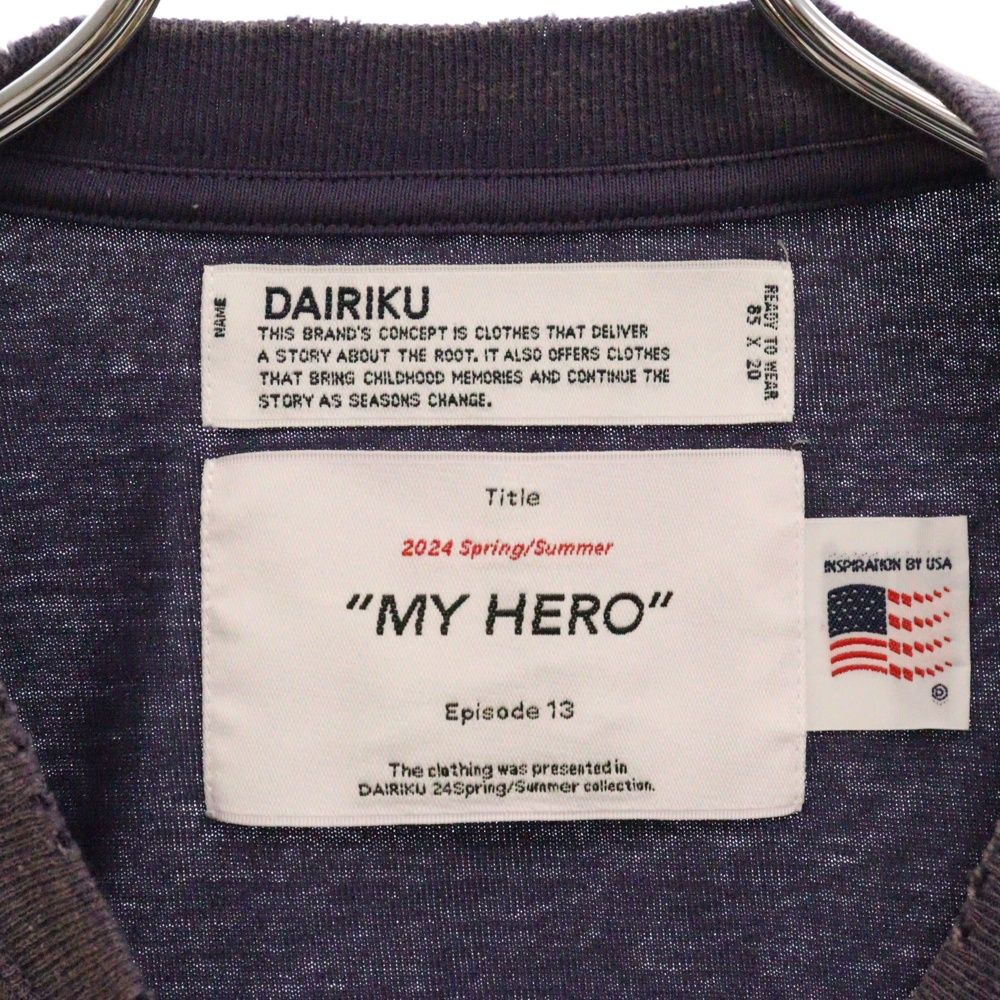 NAME
DAIRIKU
THIS BRAND'S CONCEPT IS CLOTHES THAT DELIVER
A STORY ABOUT THE ROOT. IT ALSO OFFERS CLOTHES
THAT BRING CHILDHOOD MEMORIES AND CONTINUE THE
STORY AS SEASONS CHANGE.
READY TO WEAR
85 X 20
Title
2024 Spring/Summer
"MY HERO"
Episode 13
The clothing was presented in
DAIRIKU 24Spring/Summer collection.
INSPIRATION BY USA
©